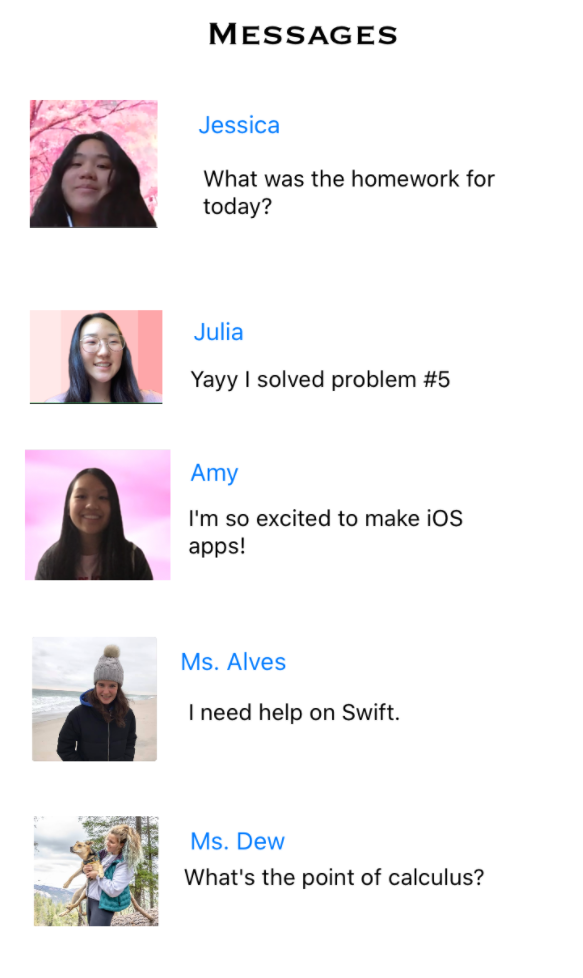 MESSAGES
Jessica
What was the homework for
today?
Julia
Yayy I solved problem #5
Amy
I'm so excited to make iOS
apps!
Ms. Alves
I need help on Swift.
Ms. Dew
What's the point of calculus?